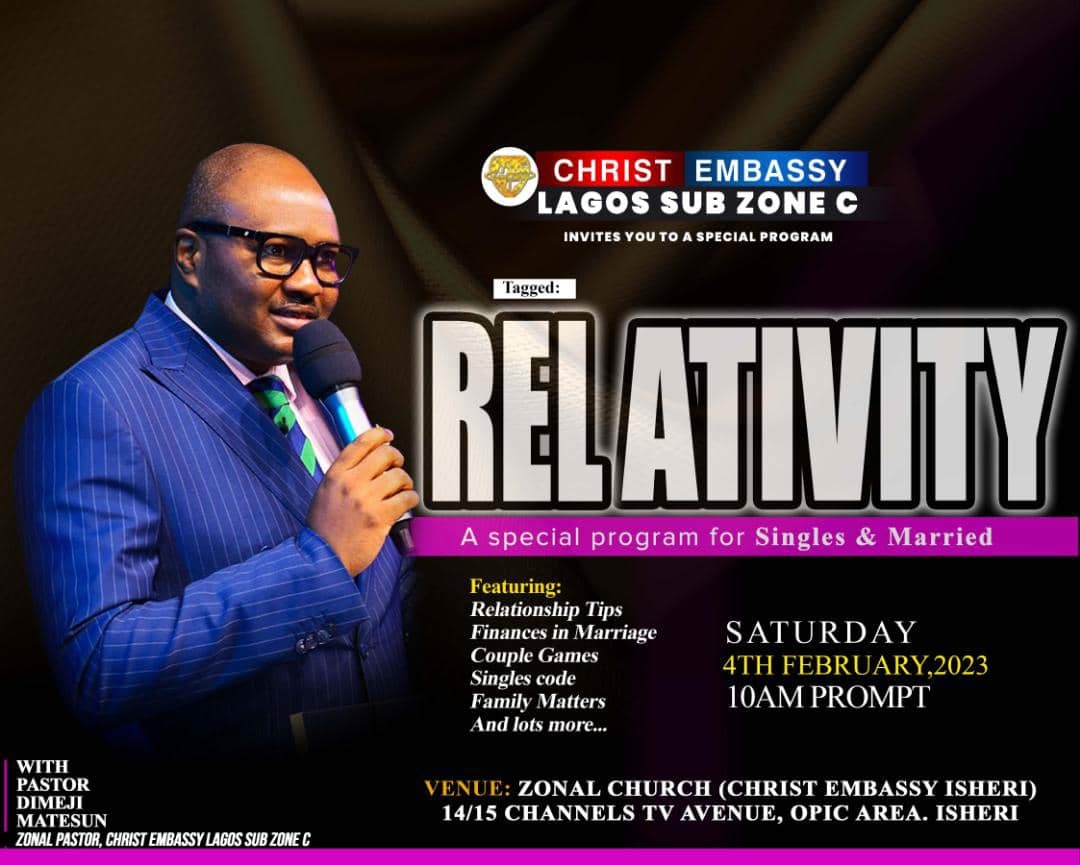 CHRIST EMBASSY
LAGOS SUB ZONE C
INVITES YOU TO A SPECIAL PROGRAM
Tagged:
RELATIVITY
A special program for Singles & Married
Featuring:
Relationship Tips
Finances in Marriage
Couple Games
Singles code
Family Matters
And lots more...
SATURDAY
4TH FEBRUARY,2023
10AM PROMPT
VENUE: ZONAL CHURCH (CHRIST EMBASSY ISHERI)
14/15 CHANNELS TV AVENUE, OPIC AREA. ISHERI
WITH
PASTOR
DIMEJI
MATESUN
ZONAL PASTOR, CHRIST EMBASSY LAGOS SUB ZONE C